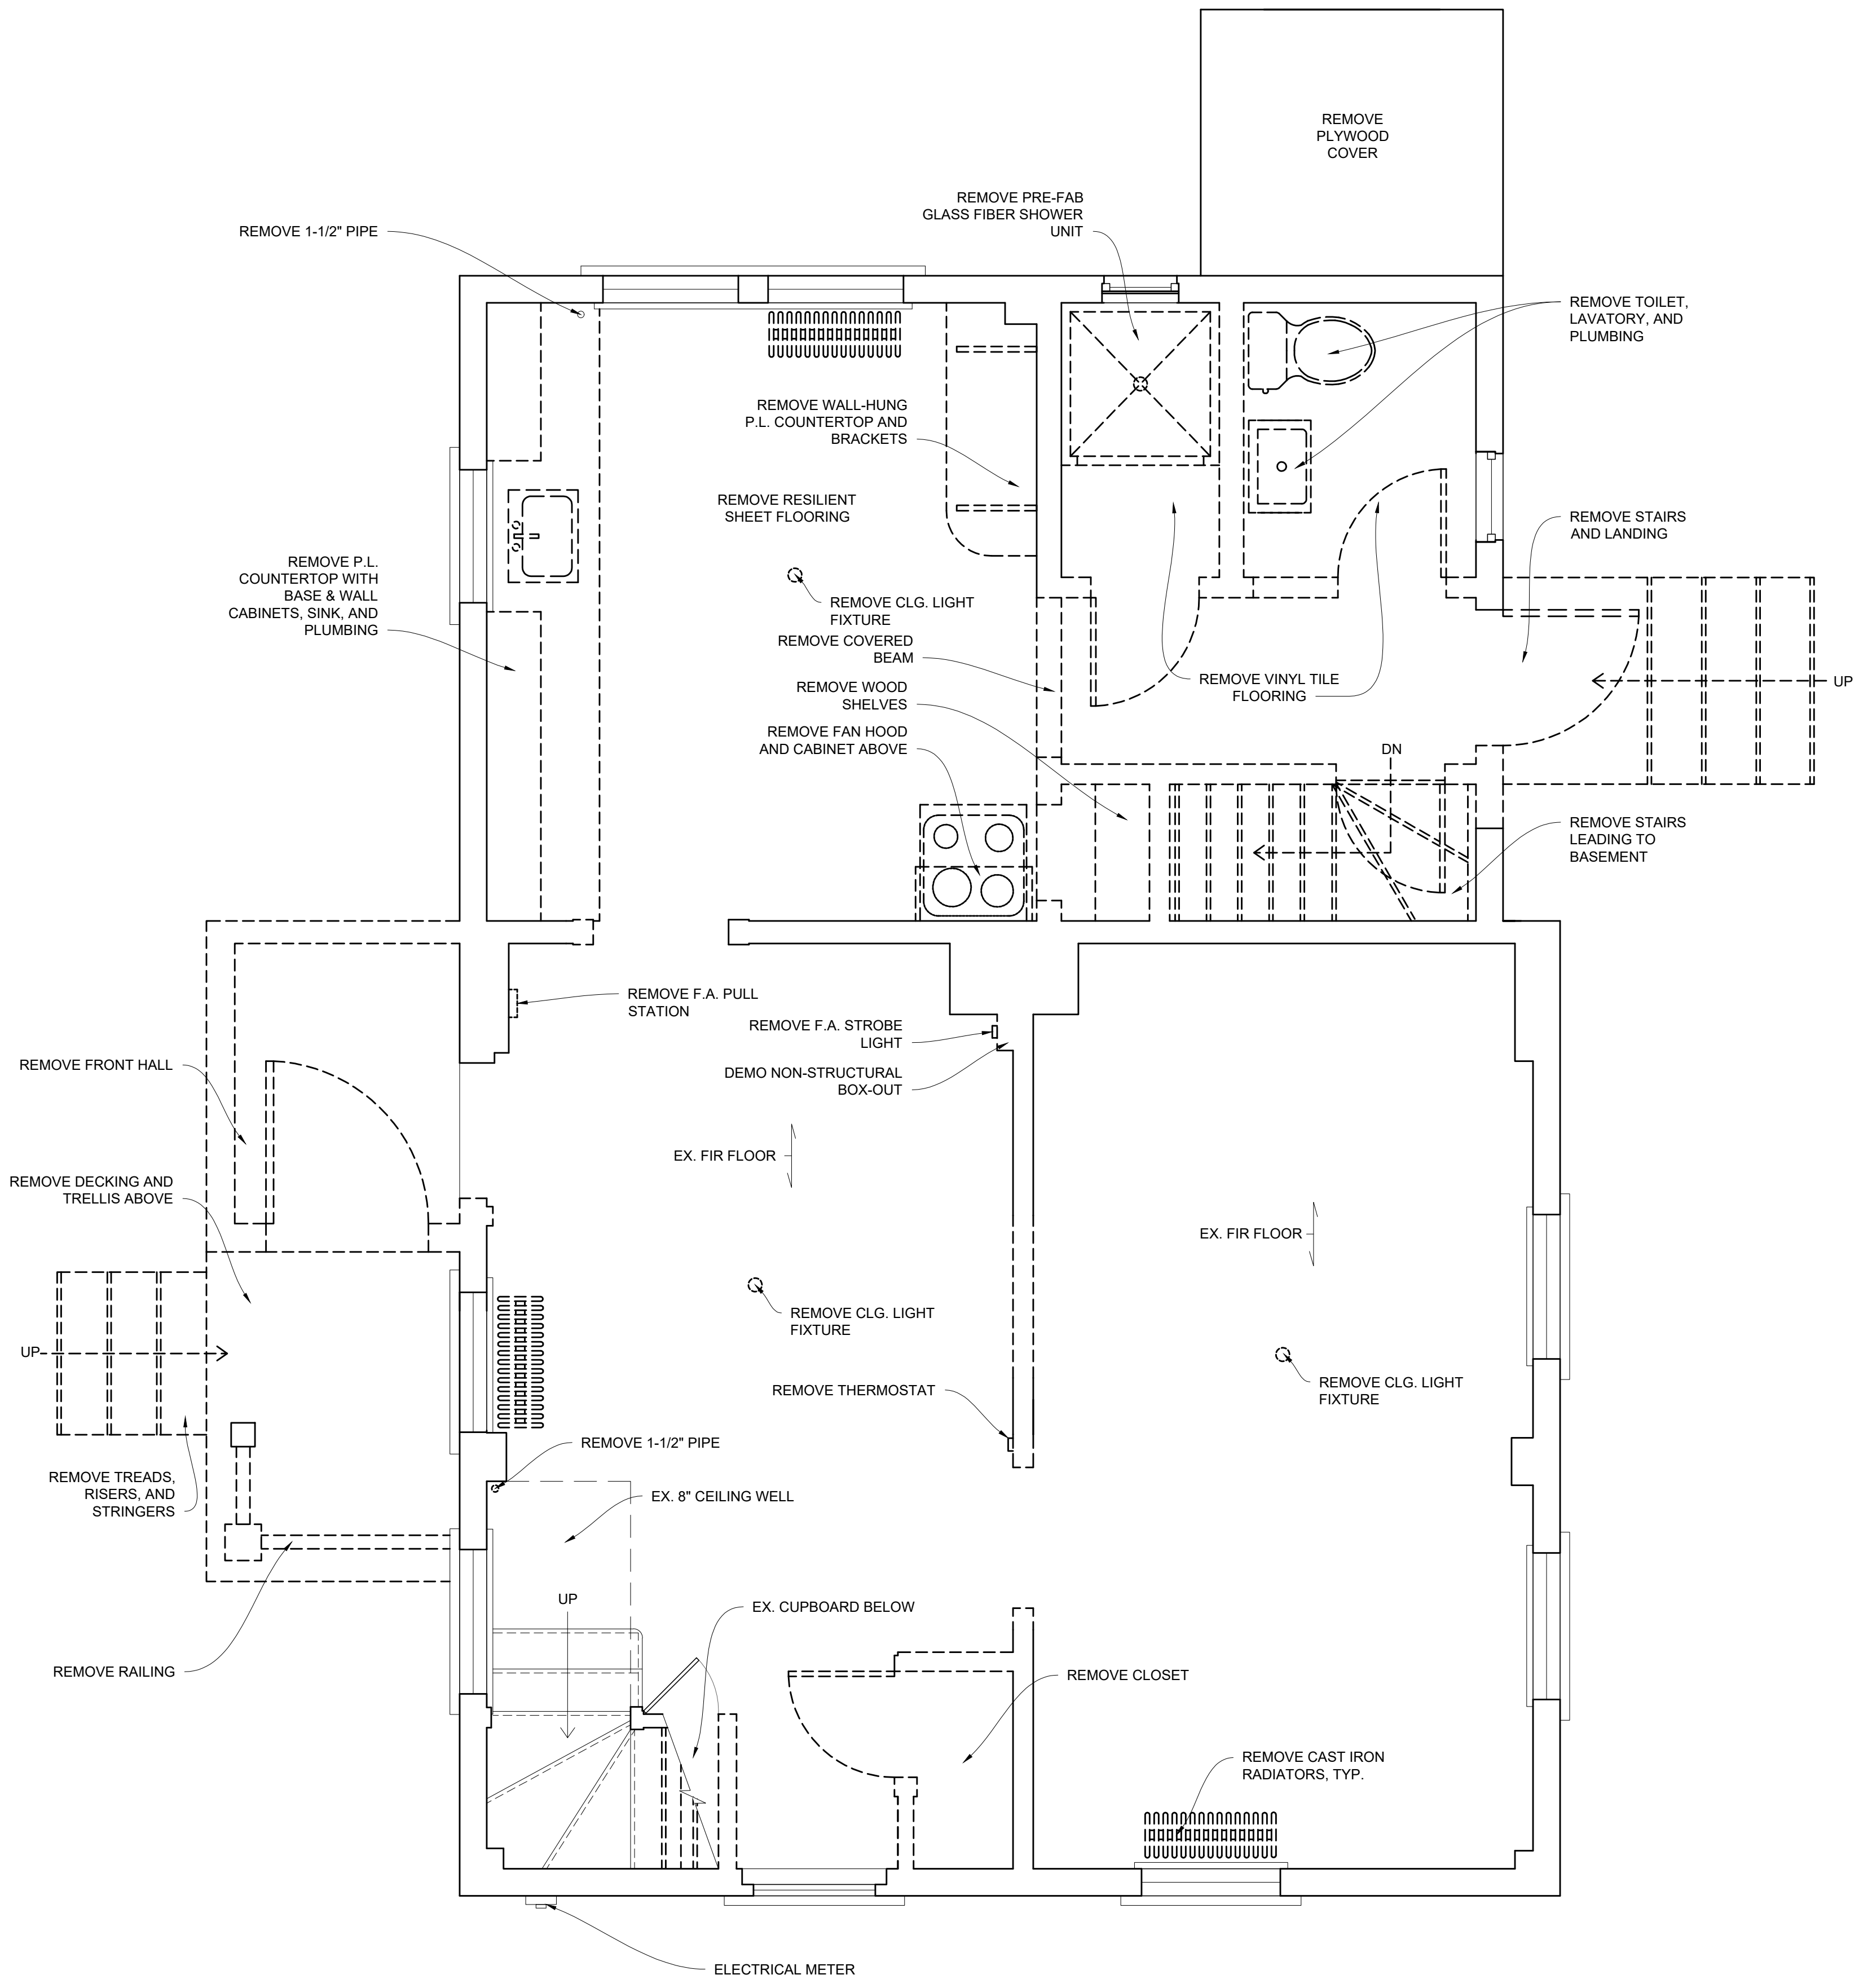 REMOVE
PLYWOOD
COVER
REMOVE PRE-FAB
GLASS FIBER SHOWER
UNIT
REMOVE 1-1/2" PIPE
REMOVE TOILET,
LAVATORY, AND
PLUMBING
REMOVE WALL-HUNG
P.L. COUNTERTOP AND
BRACKETS
REMOVE RESILIENT
SHEET FLOORING
REMOVE STAIRS
AND LANDING
REMOVE P.L.
COUNTERTOP WITH
BASE & WALL
CABINETS, SINK, AND
PLUMBING
REMOVE CLG. LIGHT
FIXTURE
REMOVE COVERED
BEAM
REMOVE VINYL TILE
FLOORING
UP
REMOVE WOOD
SHELVES
REMOVE FAN HOOD
AND CABINET ABOVE
DN
REMOVE STAIRS
LEADING TO
BASEMENT
REMOVE F.A. PULL
STATION
REMOVE F.A. STROBE
LIGHT
REMOVE FRONT HALL
DEMO NON-STRUCTURAL
BOX-OUT
EX. FIR FLOOR
REMOVE DECKING AND
TRELLIS ABOVE
EX. FIR FLOOR
REMOVE CLG. LIGHT
FIXTURE
UP
REMOVE THERMOSTAT
REMOVE CLG. LIGHT
FIXTURE
REMOVE 1-1/2" PIPE
REMOVE TREADS,
RISERS, AND
STRINGERS
EX. 8" CEILING WELL
UP
EX. CUPBOARD BELOW
REMOVE RAILING
REMOVE CLOSET
REMOVE CAST IRON
RADIATORS, TYP.
ELECTRICAL METER